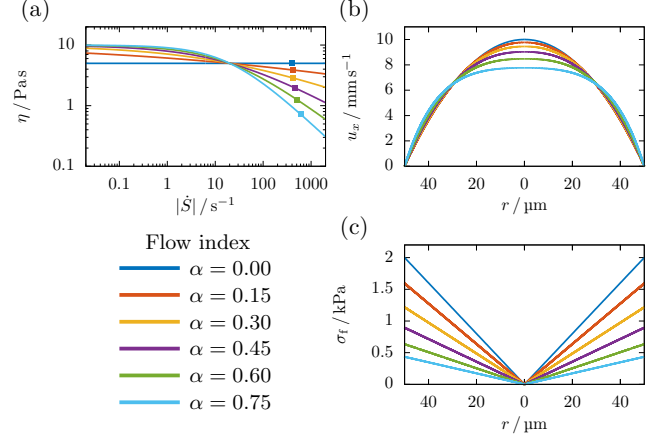 (a)
10
1
0.1
η / Pa s
0.1 1 10 100 1000
|Ṡ| / s⁻¹
(b)
10
8
6
4
2
0
uₓ / mm s⁻¹
40 20 0 20 40
r / µm
Flow index
α = 0.00
α = 0.15
α = 0.30
α = 0.45
α = 0.60
α = 0.75
(c)
2
1.5
1
0.5
0
σ_f / kPa
40 20 0 20 40
r / µm